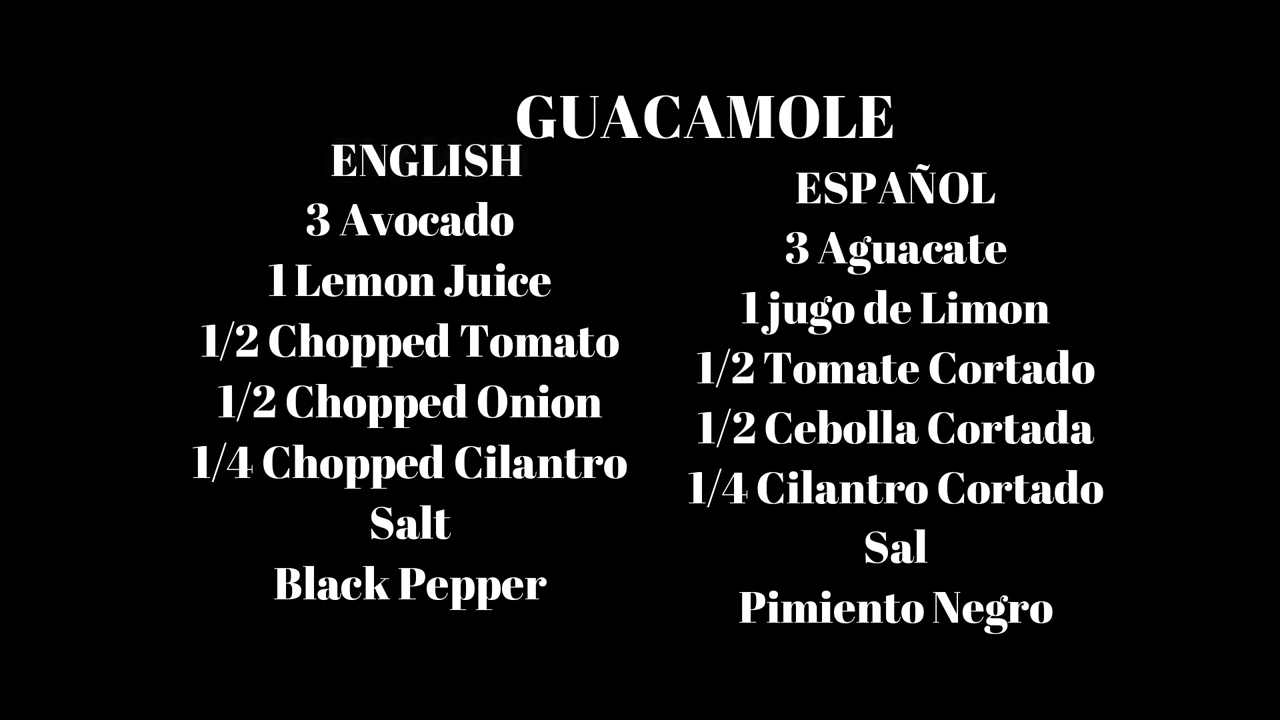 GUACAMOLE
ENGLISH
3 Avocado
1 Lemon Juice
1/2 Chopped Tomato
1/2 Chopped Onion
1/4 Chopped Cilantro
Salt
Black Pepper
ESPAÑOL
3 Aguacate
1 jugo de Limon
1/2 Tomate Cortado
1/2 Cebolla Cortada
1/4 Cilantro Cortado
Sal
Pimiento Negro